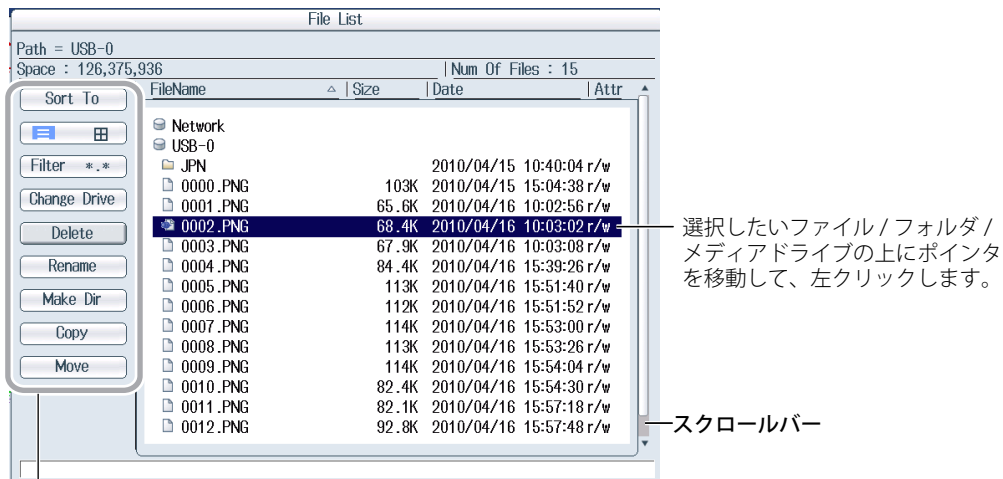 File List
Path = USB-0
Space : 126,375,936 Num Of Files : 15
Sort To
Filter *.*
Change Drive
Delete
Rename
Make Dir
Copy
Move
FileName Size Date Attr
Network
USB-0
JPN 2010/04/15 10:40:04 r/w
0000.PNG 103K 2010/04/15 15:04:38 r/w
0001.PNG 65.6K 2010/04/16 10:02:56 r/w
0002.PNG 68.4K 2010/04/16 10:03:02 r/w
0003.PNG 67.9K 2010/04/16 10:03:08 r/w
0004.PNG 84.4K 2010/04/16 15:39:26 r/w
0005.PNG 113K 2010/04/16 15:51:40 r/w
0006.PNG 112K 2010/04/16 15:51:52 r/w
0007.PNG 114K 2010/04/16 15:53:00 r/w
0008.PNG 113K 2010/04/16 15:53:26 r/w
0009.PNG 114K 2010/04/16 15:54:04 r/w
0010.PNG 82.4K 2010/04/16 15:54:30 r/w
0011.PNG 82.1K 2010/04/16 15:57:18 r/w
0012.PNG 92.8K 2010/04/16 15:57:48 r/w
選択したいファイル / フォルダ /
メディアドライブの上にポインタ
を移動して、左クリックします。
スクロールバー